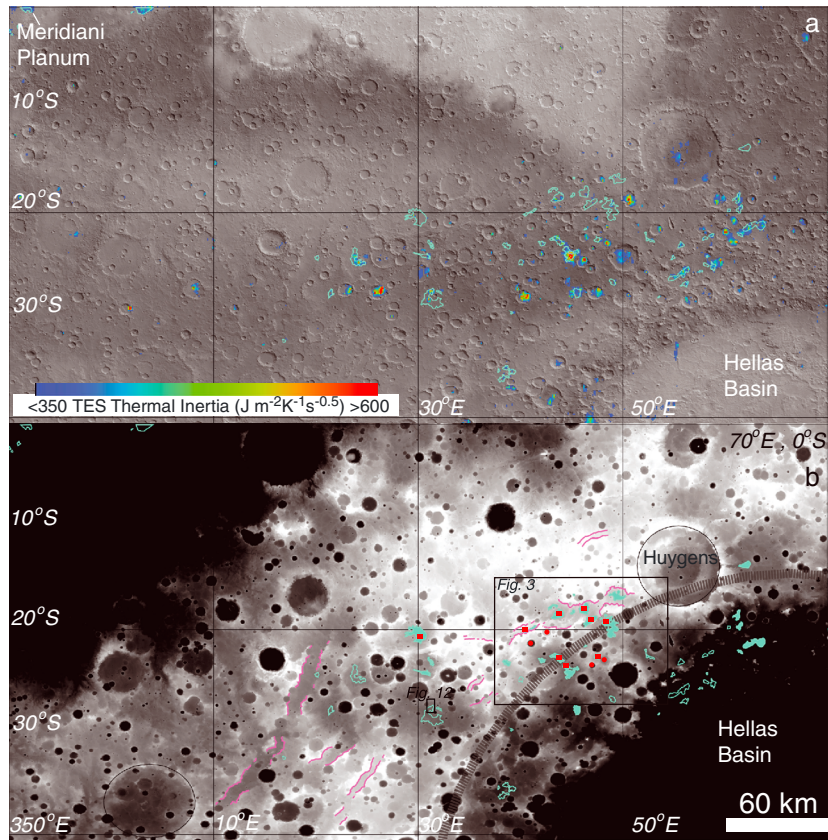 a
Meridiani
Planum
10°S
20°S
30°S
Hellas
Basin
<350 TES Thermal Inertia (J m-2K-1s-0.5) >600
30°E
50°E
70°E , 0°S
b
10°S
Huygens
Fig. 3
20°S
Fig. 12
30°S
Hellas
Basin
60 km
350°E
10°E
30°E
50°E